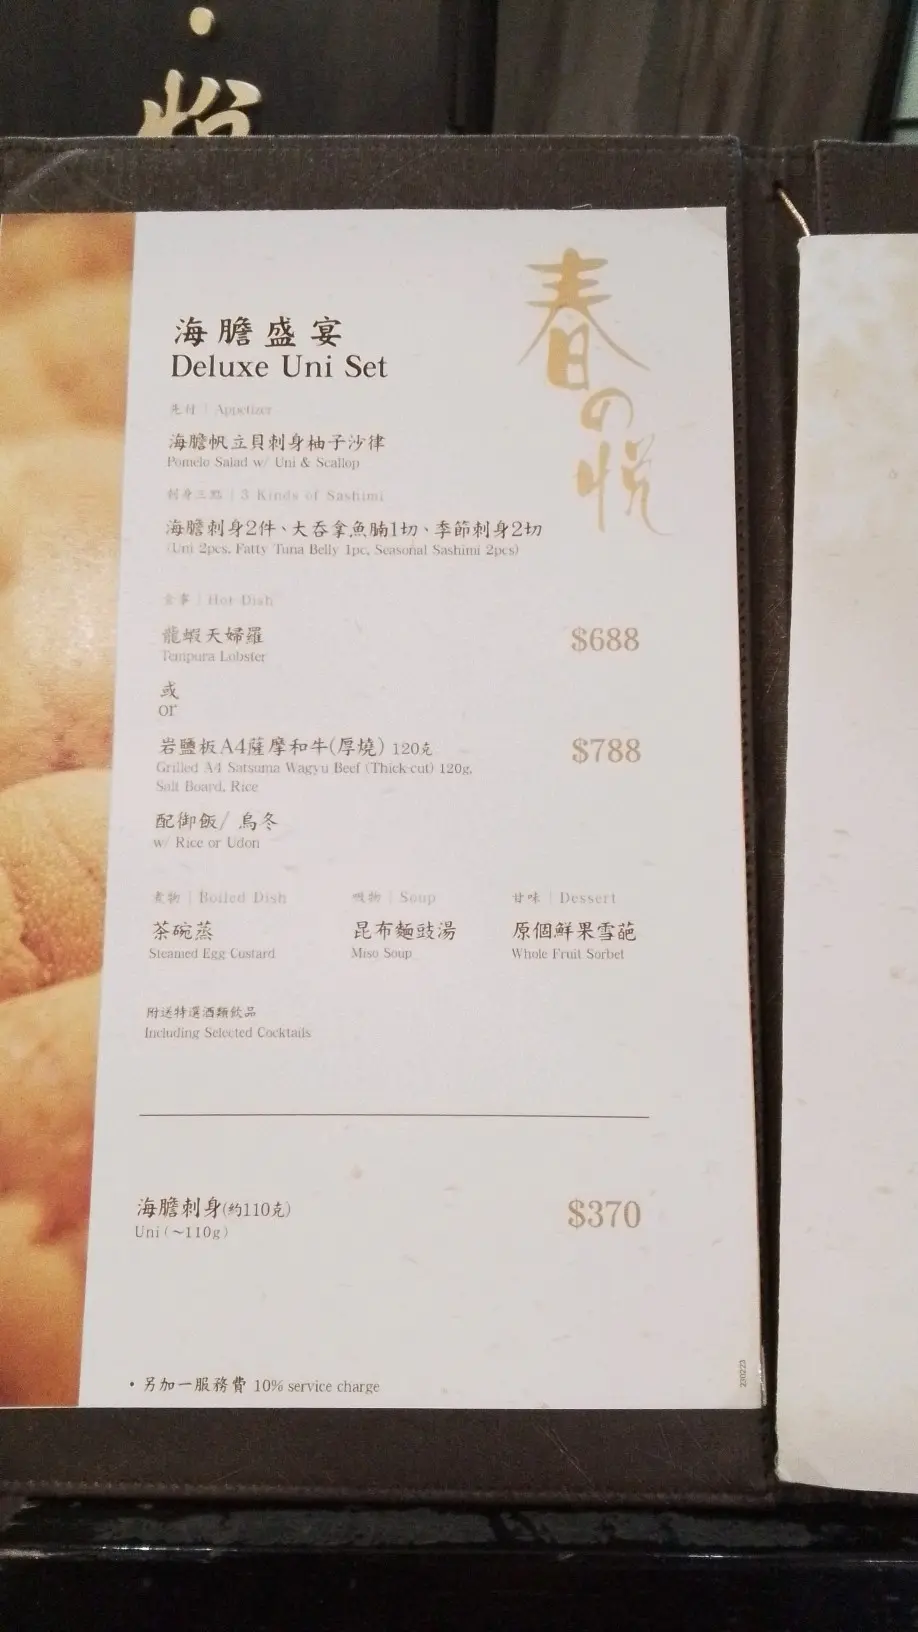 悦
春の悦
海膽盛宴
Deluxe Uni Set
先付 | Appetizer
海膽帆立貝刺身柚子沙律
Pomelo Salad w/ Uni & Scallop
刺身三點 | 3 Kinds of Sashimi
海膽刺身2件、大吞拿魚腩1切、季節刺身2切
(Uni 2pcs, Fatty Tuna Belly 1pc, Seasonal Sashimi 2pcs)
食事 | Hot Dish
龍蝦天婦羅 $688
Tempura Lobster
或
or
岩鹽板A4薩摩和牛(厚燒) 120克 $788
Grilled A4 Satsuma Wagyu Beef (Thick-cut) 120g,
Salt Board, Rice
配御飯/ 烏冬
w/ Rice or Udon
煮物 | Boiled Dish 吸物 | Soup 甘味 | Dessert
茶碗蒸 昆布麵豉湯 原個鮮果雪葩
Steamed Egg Custard Miso Soup Whole Fruit Sorbet
附送特選酒類飲品
Including Selected Cocktails
海膽刺身(約110克) $370
Uni (~110g)
• 另加一服務費 10% service charge
230223